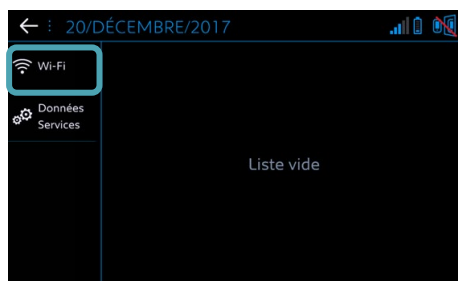 20/DÉCEMBRE/2017
Wi-Fi
Données
Services
Liste vide